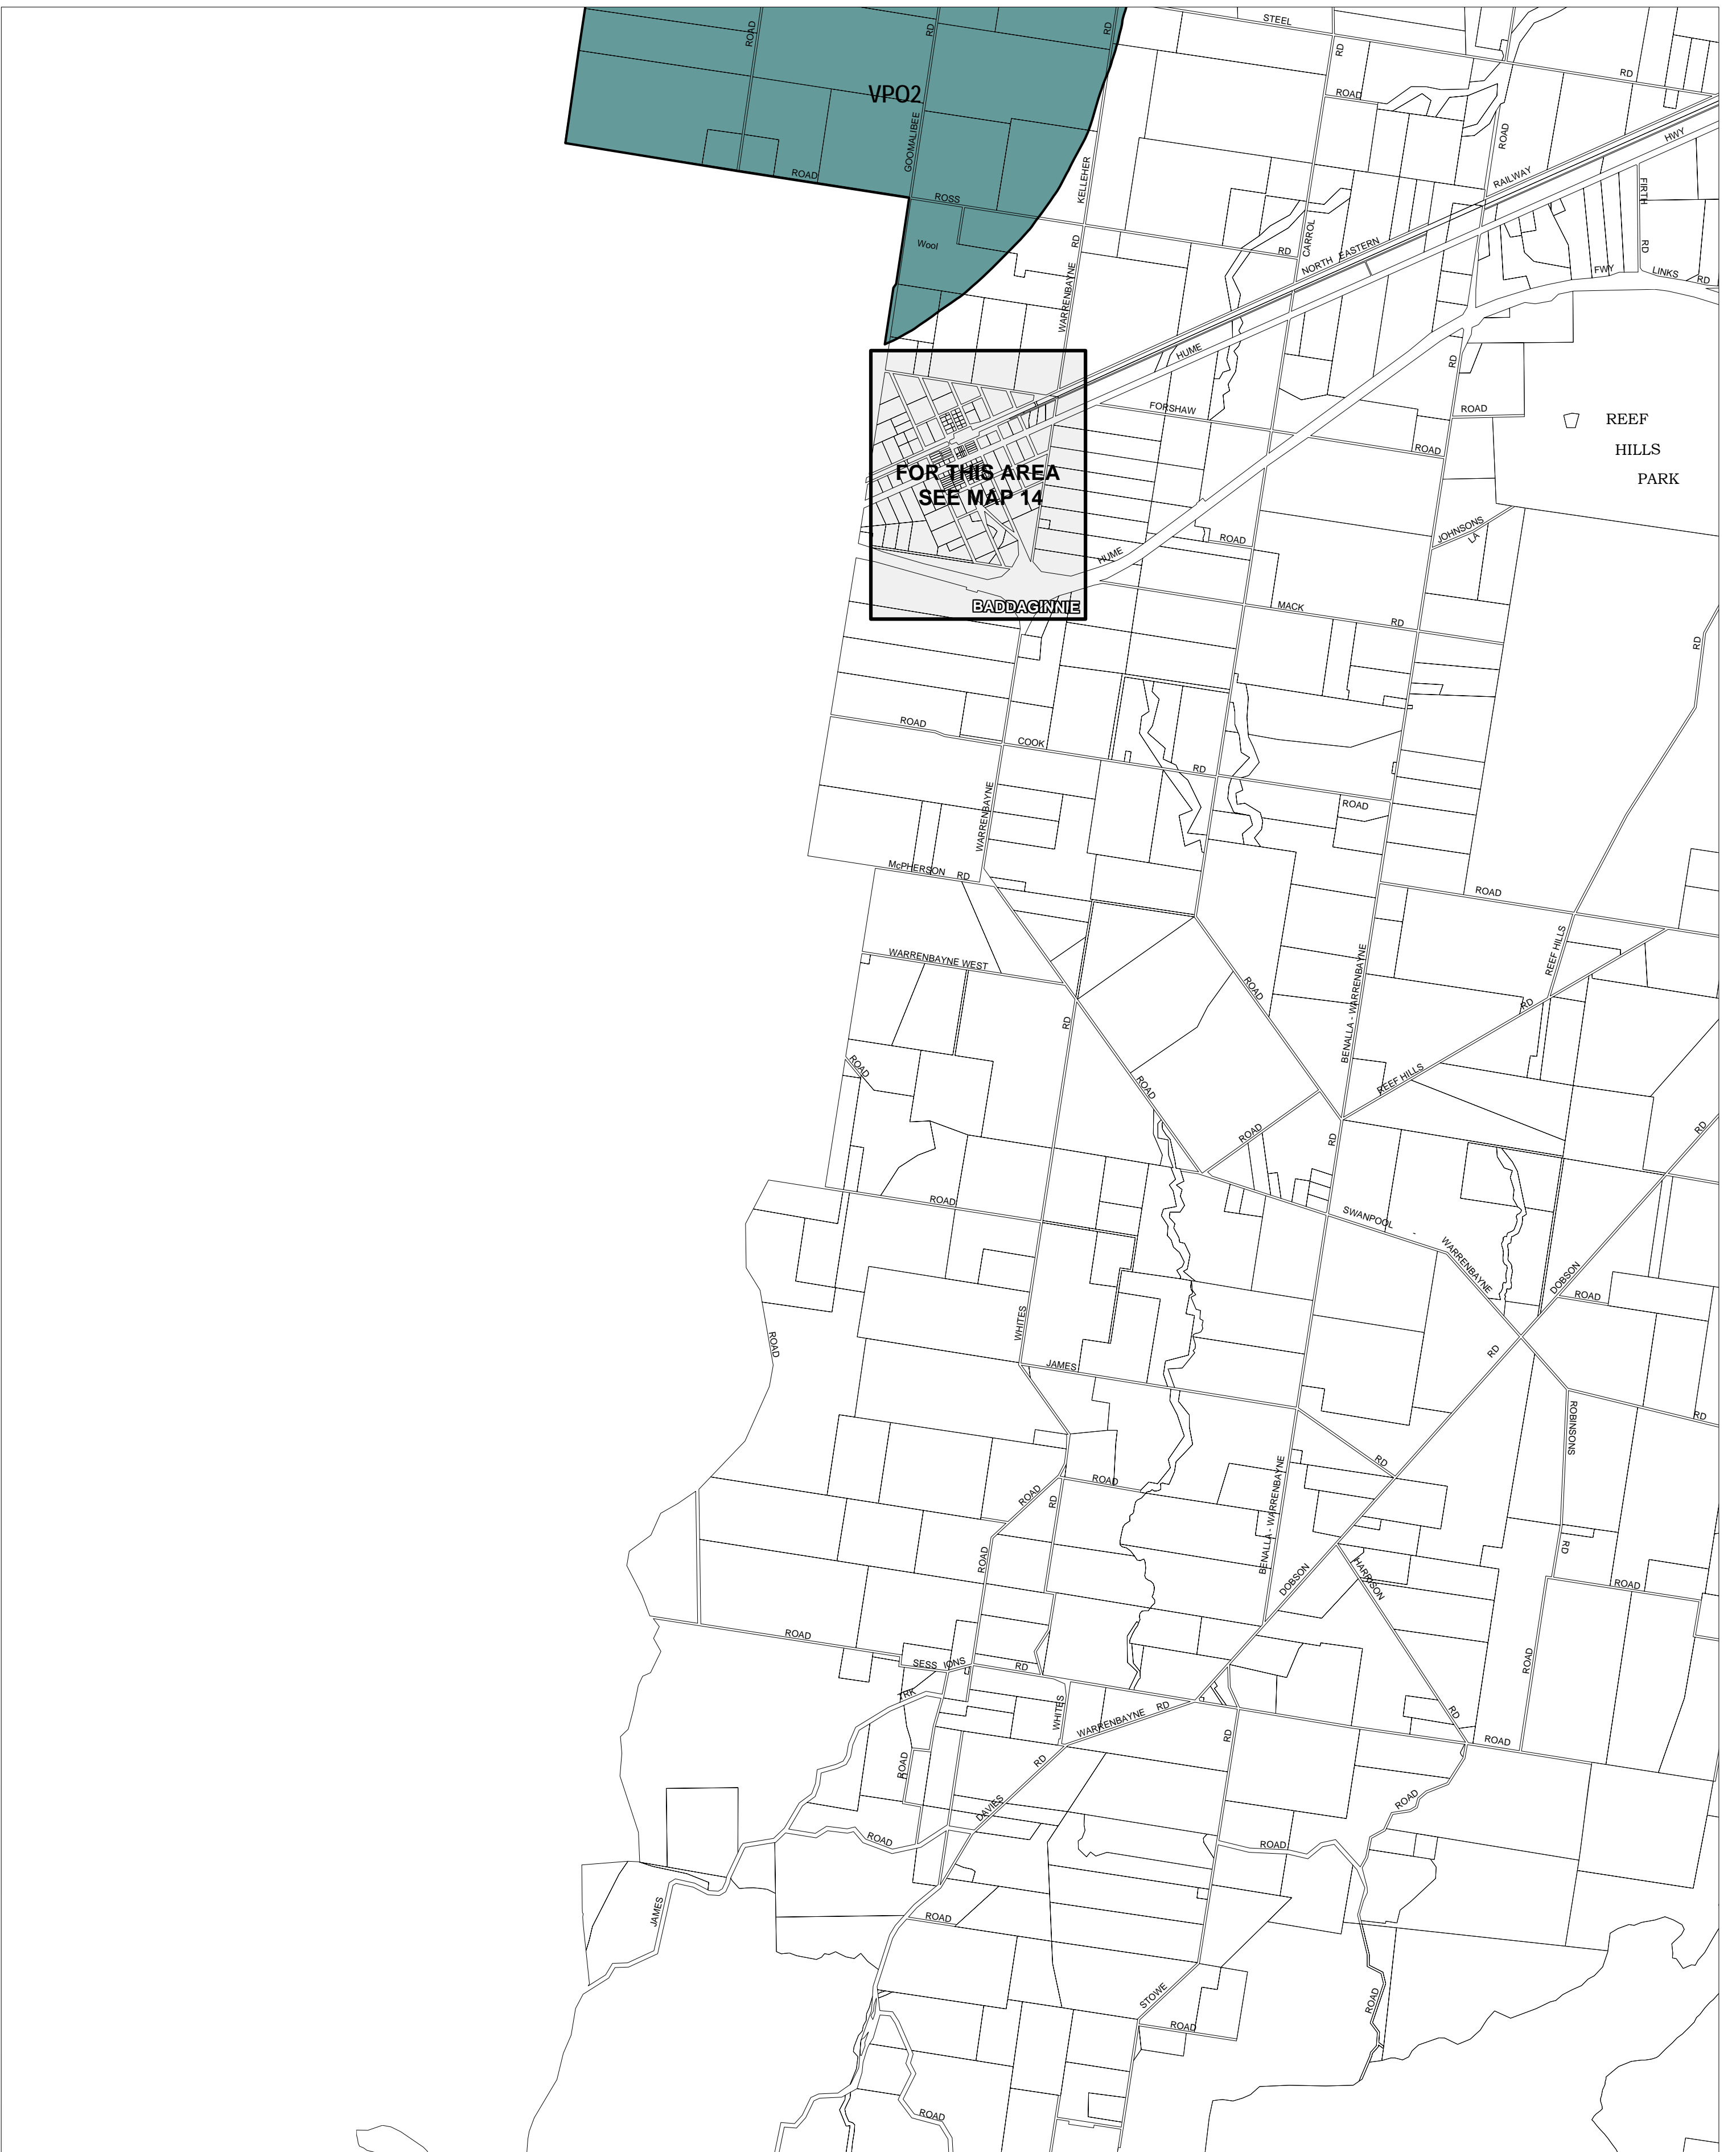 STEEL
ROAD
RD
RD
RD
RD
VPO2
ROAD
HWY
GOOMALIBEE
ROAD
ROAD
RAILWAY
KELLEHER
FIRTH
ROSS
Wool
RD
CARROL
RD
NORTH EASTERN
RD
FWY
LINKS
RD
WARRENBAYNE
HUME
RD
FORSHAW
ROAD
ROAD
REEF
HILLS
PARK
FOR THIS AREA
SEE MAP 14
JOHNSONS
LA
ROAD
HUME
BADDAGINNIE
MACK
RD
RD
ROAD
COOK
RD
ROAD
WARRENBAYNE
McPHERSON RD
ROAD
WARRENBAYNE WEST
REEF HILLS
ROAD
BENALLA - WARRENBAYNE
RD
RD
ROAD
ROAD
REEF HILLS
ROAD
RD
RD
ROAD
SWANPOOL
-
WARRENBAYNE
DOBSON
ROAD
WHITES
ROAD
RD
JAMES
ROBINSONS
RD
RD
ROAD
ROAD
RD
BENALLA - WARRENBAYNE
ROAD
RD
DOBSON
HARRISON
ROAD
ROAD
SESS IONS
RD
ROAD
TRK
WHITES
WARRENBAYNE RD
RD
RD
ROAD
RD
ROAD
DAVIES
ROAD
ROAD
ROAD
JAMES
ROAD
STOWE
ROAD
ROAD
ROAD